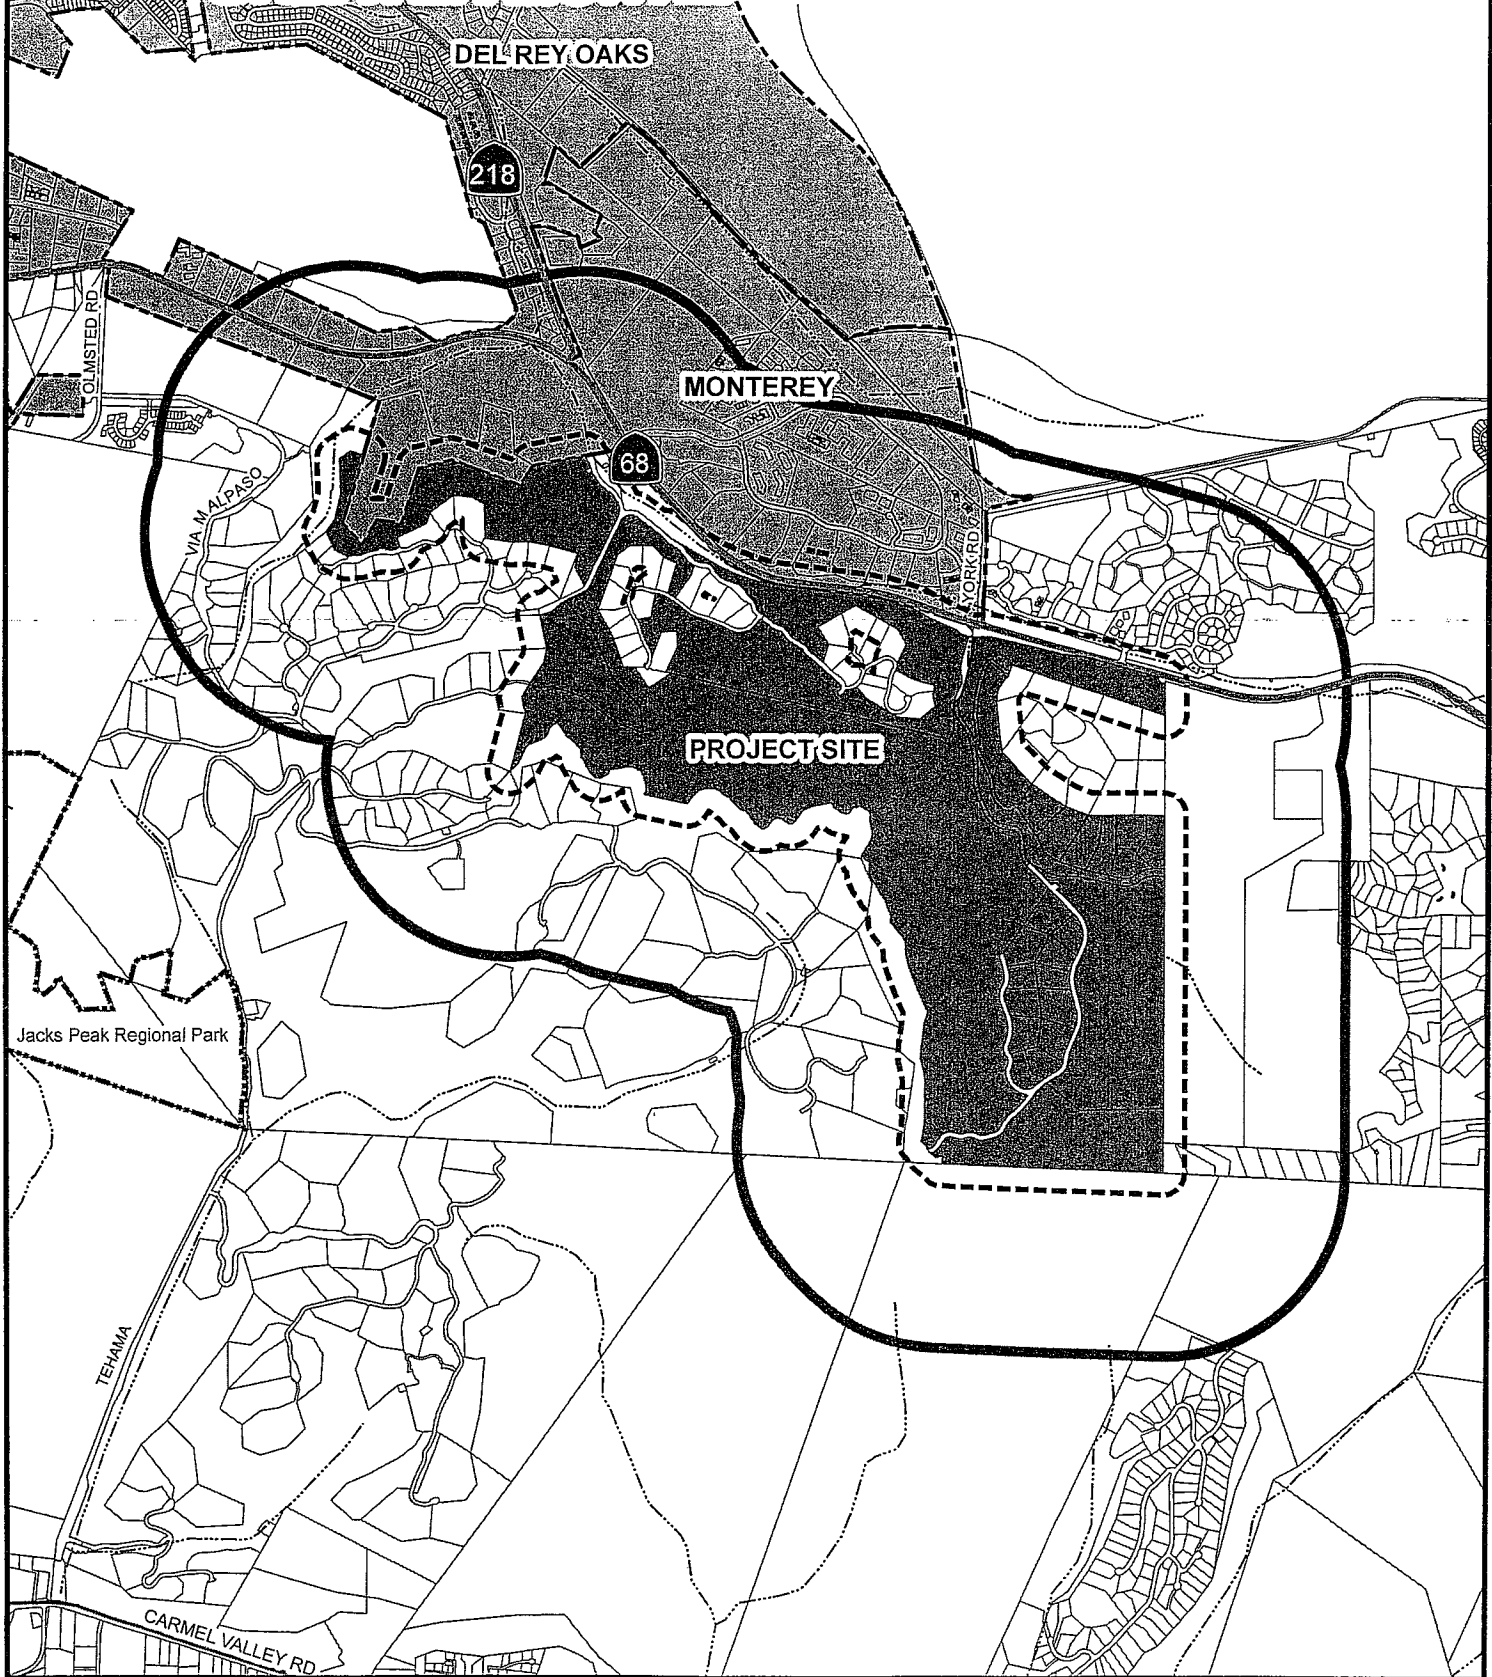 DEL REY OAKS
218
OLMSTED RD
MONTEREY
68
VIA MALPASO
YORK RD
PROJECT SITE
Jacks Peak Regional Park
TEHAMA
CARMEL VALLEY RD